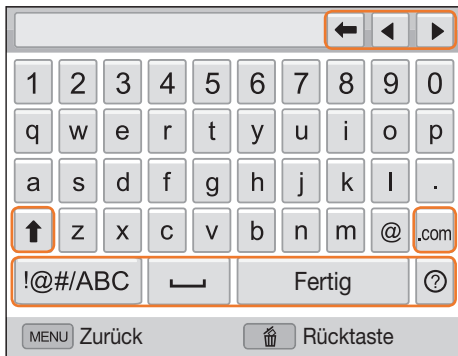 1 2 3 4 5 6 7 8 9 0
q w e r t y u i o p
a s d f g h j k l .
z x c v b n m @ .com
!@#/ABC Fertig ?
MENU Zurück Rücktaste